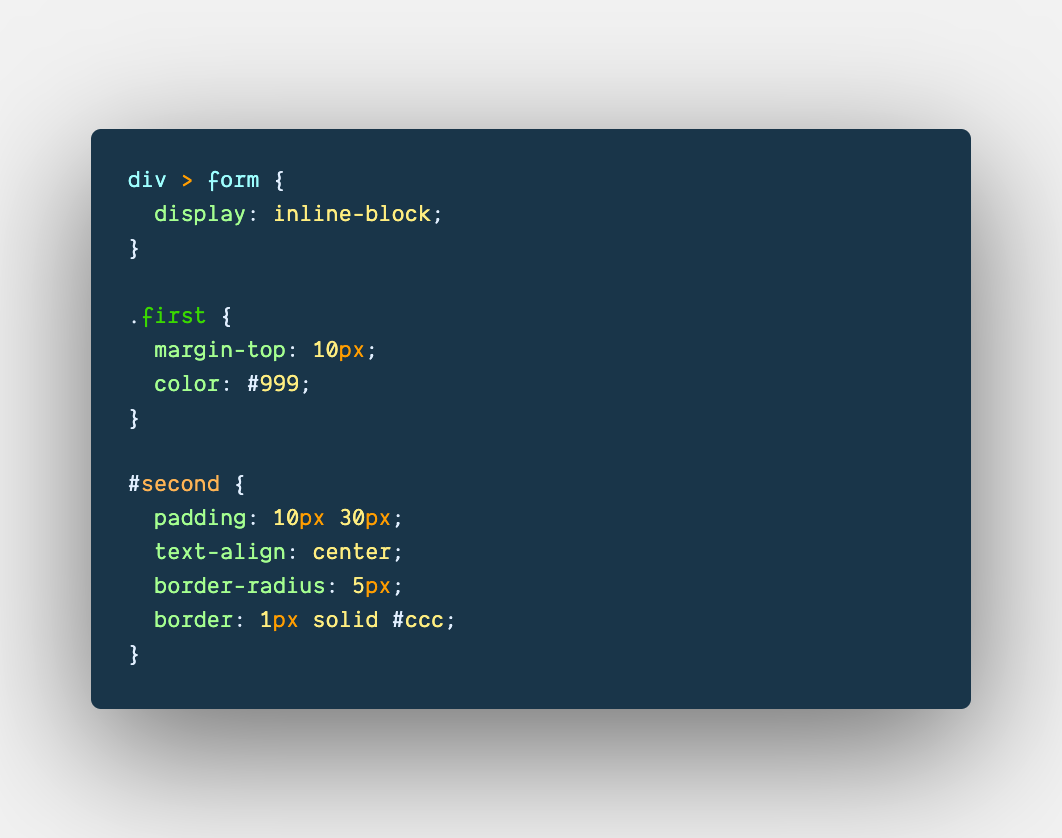 div > form {
  display: inline-block;
}

.first {
  margin-top: 10px;
  color: #999;
}

#second {
  padding: 10px 30px;
  text-align: center;
  border-radius: 5px;
  border: 1px solid #ccc;
}